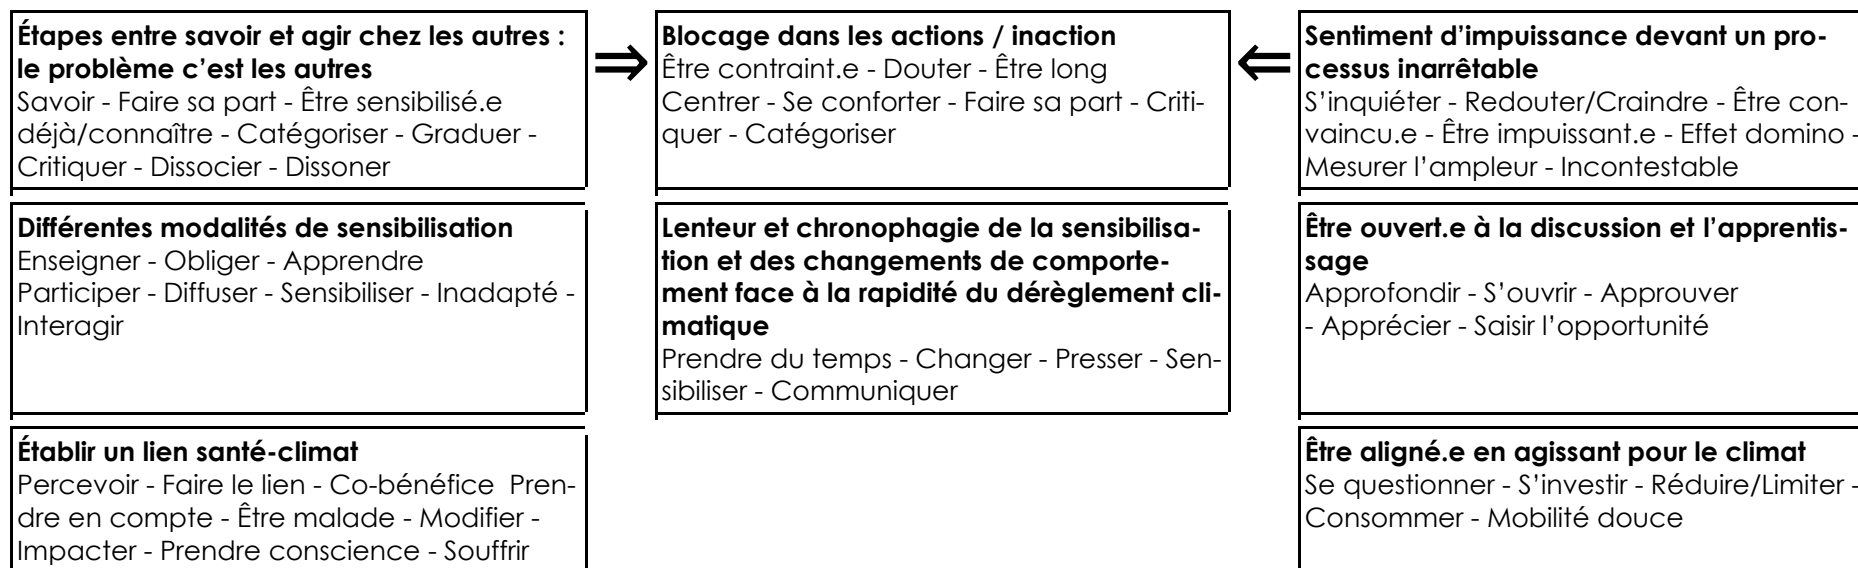 Étapes entre savoir et agir chez les autres :
le problème c’est les autres
Savoir - Faire sa part - Être sensibilisé.e
déjà/connaître - Catégoriser - Graduer -
Critiquer - Dissocier - Dissoner
⇒
Blocage dans les actions / inaction
Être contraint.e - Douter - Être long
Centrer - Se conforter - Faire sa part - Criti-
quer - Catégoriser
⇐
Sentiment d’impuissance devant un pro-
cessus inarrêtable
S’inquiéter - Redouter/Craindre - Être con-
vaincu.e - Être impuissant.e - Effet domino -
Mesurer l’ampleur - Incontestable
Différentes modalités de sensibilisation
Enseigner - Obliger - Apprendre
Participer - Diffuser - Sensibiliser - Inadapté -
Interagir
Lenteur et chronophagie de la sensibilisa-
tion et des changements de comporte-
ment face à la rapidité du dérèglement cli-
matique
Prendre du temps - Changer - Presser - Sen-
sibiliser - Communiquer
Être ouvert.e à la discussion et l’apprentis-
sage
Approfondir - S’ouvrir - Approuver
- Apprécier - Saisir l’opportunité
Établir un lien santé-climat
Percevoir - Faire le lien - Co-bénéfice  Pren-
dre en compte - Être malade - Modifier -
Impacter - Prendre conscience - Souffrir
Être aligné.e en agissant pour le climat
Se questionner - S’investir - Réduire/Limiter -
Consommer - Mobilité douce